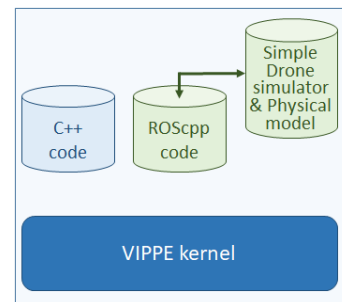 Simple
Drone
simulator
& Physical
model
C++
code
ROScpp
code
VIPPE kernel